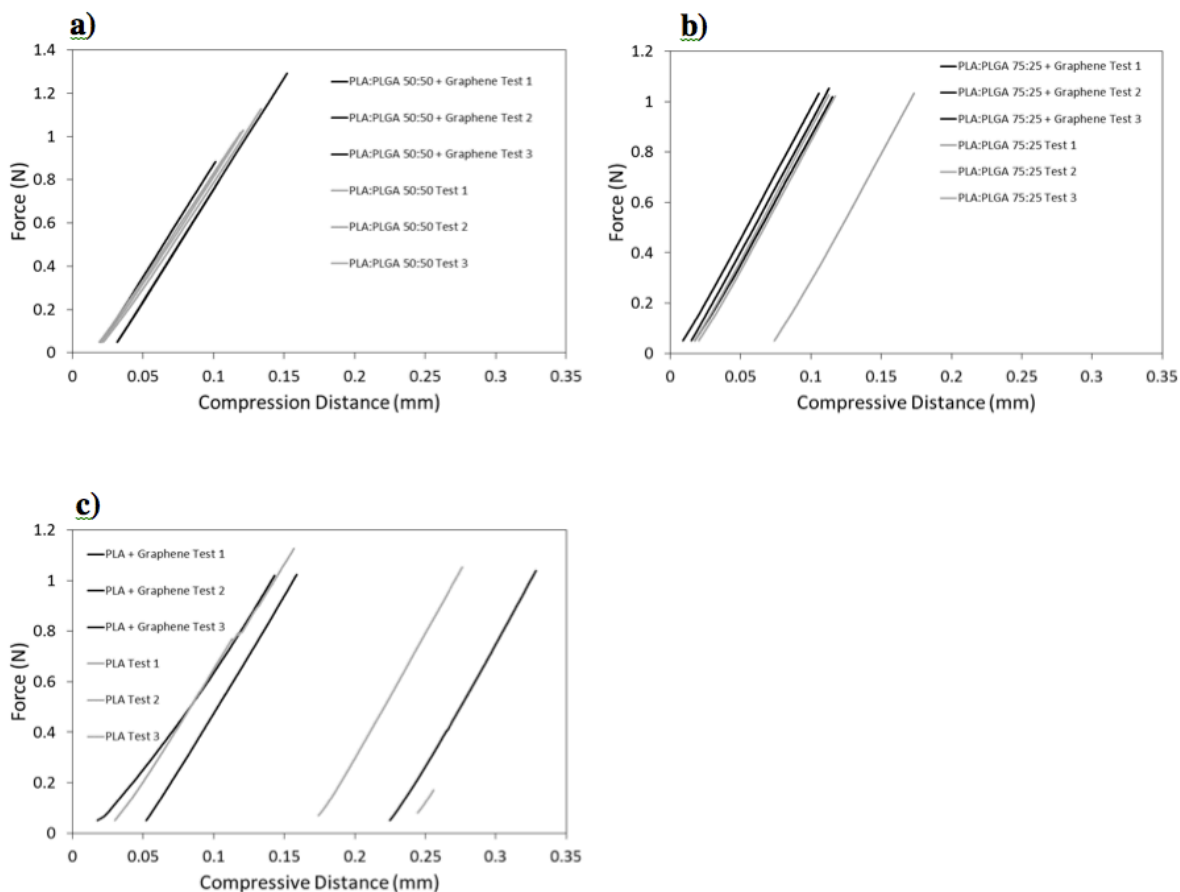 a)
1.4
1.2
1
0.8
0.6
0.4
0.2
0
Force (N)
PLA:PLGA 50:50 + Graphene Test 1
PLA:PLGA 50:50 + Graphene Test 2
PLA:PLGA 50:50 + Graphene Test 3
PLA:PLGA 50:50 Test 1
PLA:PLGA 50:50 Test 2
PLA:PLGA 50:50 Test 3
0 0.05 0.1 0.15 0.2 0.25 0.3 0.35
Compression Distance (mm)
b)
1.2
1
0.8
0.6
0.4
0.2
0
Force (N)
PLA:PLGA 75:25 + Graphene Test 1
PLA:PLGA 75:25 + Graphene Test 2
PLA:PLGA 75:25 + Graphene Test 3
PLA:PLGA 75:25 Test 1
PLA:PLGA 75:25 Test 2
PLA:PLGA 75:25 Test 3
0 0.05 0.1 0.15 0.2 0.25 0.3 0.35
Compressive Distance (mm)
c)
1.2
1
0.8
0.6
0.4
0.2
0
Force (N)
PLA + Graphene Test 1
PLA + Graphene Test 2
PLA + Graphene Test 3
PLA Test 1
PLA Test 2
PLA Test 3
0 0.05 0.1 0.15 0.2 0.25 0.3 0.35
Compressive Distance (mm)